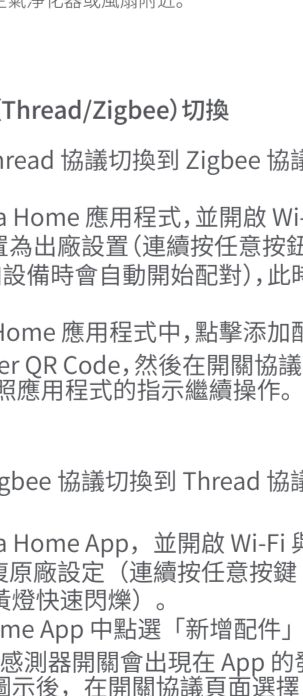 氣淨化器或風扇附近。
(Thread/Zigbee)切換
read 協議切換到 Zigbee 協
a Home 應用程式，並開啟 Wi-
置為出廠設置（連續按任意按鈕
設備時會自動開始配對），此時
Home 應用程式中，點擊添加配
er QR Code，然後在開關協議
照應用程式的指示繼續操作。
gbee 協議切換到 Thread 協
a Home App，並開啟 Wi-Fi 與
復原廠設定（連續按任意按鍵
黃燈快速閃爍）。
me App 中點選「新增配件」
感測器開關會出現在 App 的
圖示後，在開關協議頁面選擇